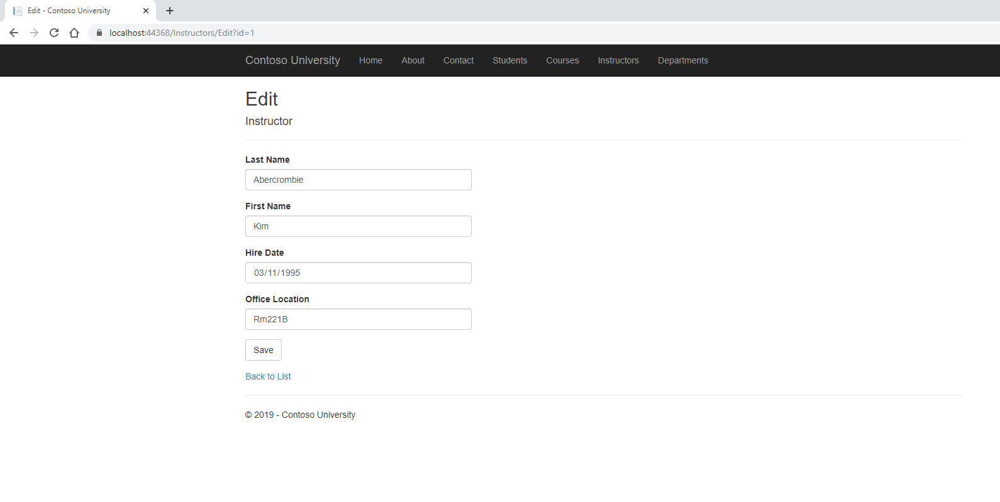 Edit - Contoso University
localhost:44368/Instructors/Edit?id=1
Contoso University Home About Contact Students Courses Instructors Departments
Edit
Instructor
Last Name
Abercrombie
First Name
Kim
Hire Date
03/11/1995
Office Location
Rm221B
Save
Back to List
© 2019 - Contoso University